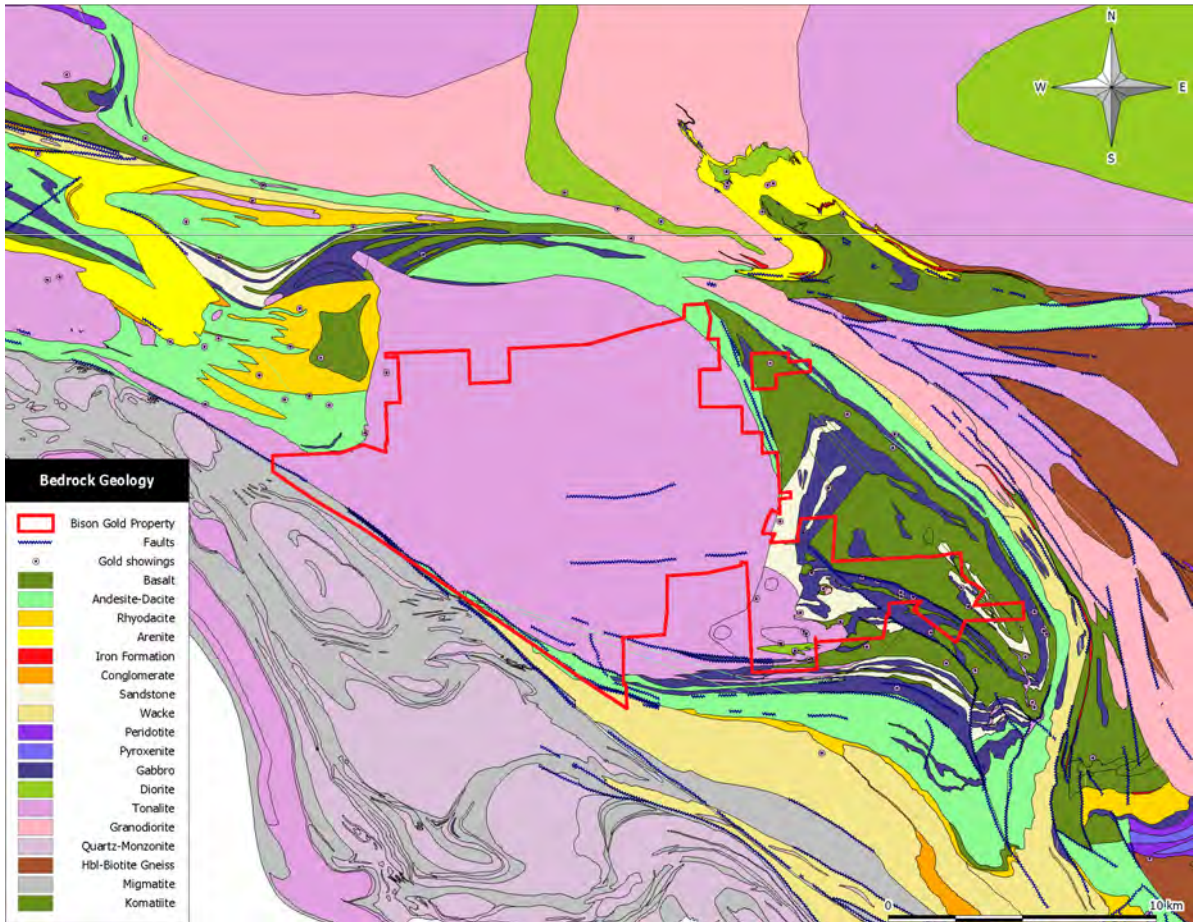 N
W
E
S
Bedrock Geology
Bison Gold Property
Faults
Gold showings
Basalt
Andesite-Dacite
Rhyodacite
Arenite
Iron Formation
Conglomerate
Sandstone
Wacke
Peridotite
Pyroxenite
Gabbro
Diorite
Tonalite
Granodiorite
Quartz-Monzonite
Hbl-Biotite Gneiss
Migmatite
Komatiite
0
10 km